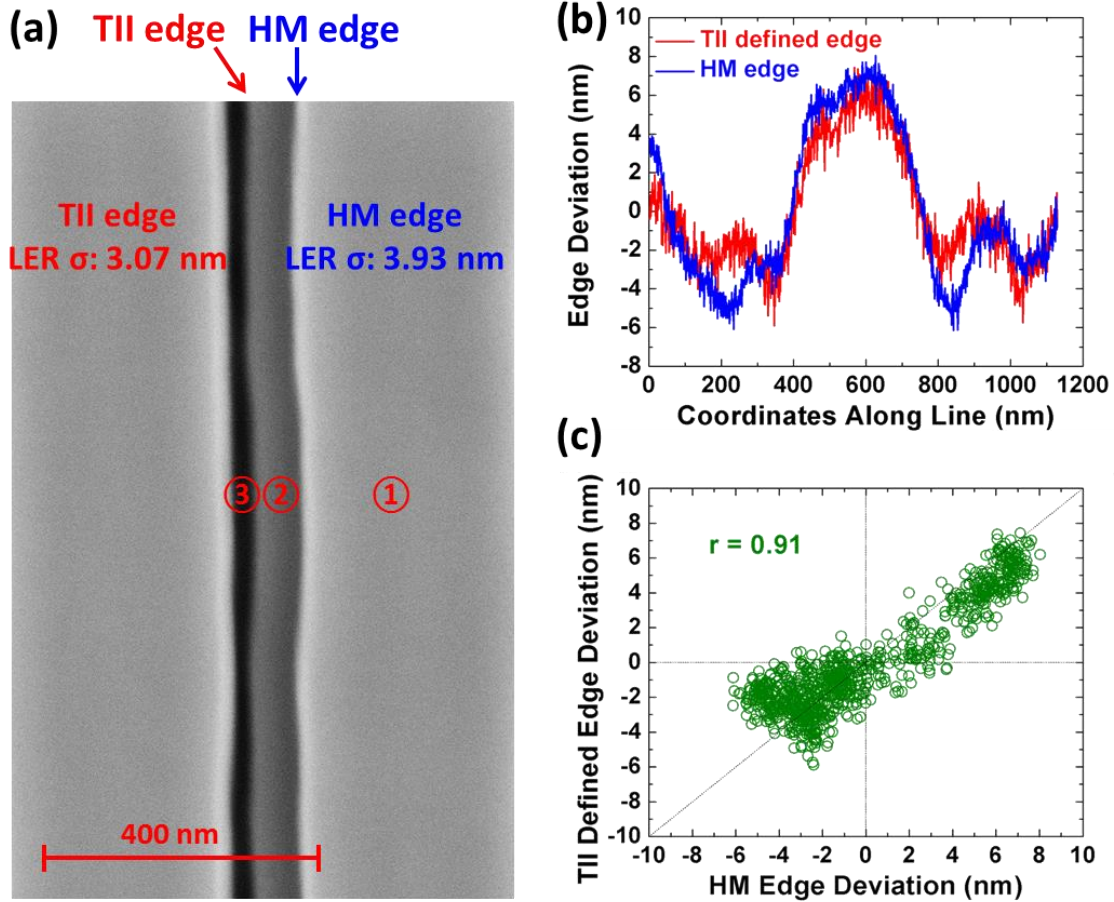 (a)
TII edge HM edge
TII edge
LER σ: 3.07 nm
HM edge
LER σ: 3.93 nm
③ ② ①
400 nm
(b)
TII defined edge
HM edge
Edge Deviation (nm)
10
8
6
4
2
0
-2
-4
-6
-8
0 200 400 600 800 1000 1200
Coordinates Along Line (nm)
(c)
r = 0.91
TII Defined Edge Deviation (nm)
10
8
6
4
2
0
-2
-4
-6
-8
-10
-10 -8 -6 -4 -2 0 2 4 6 8 10
HM Edge Deviation (nm)